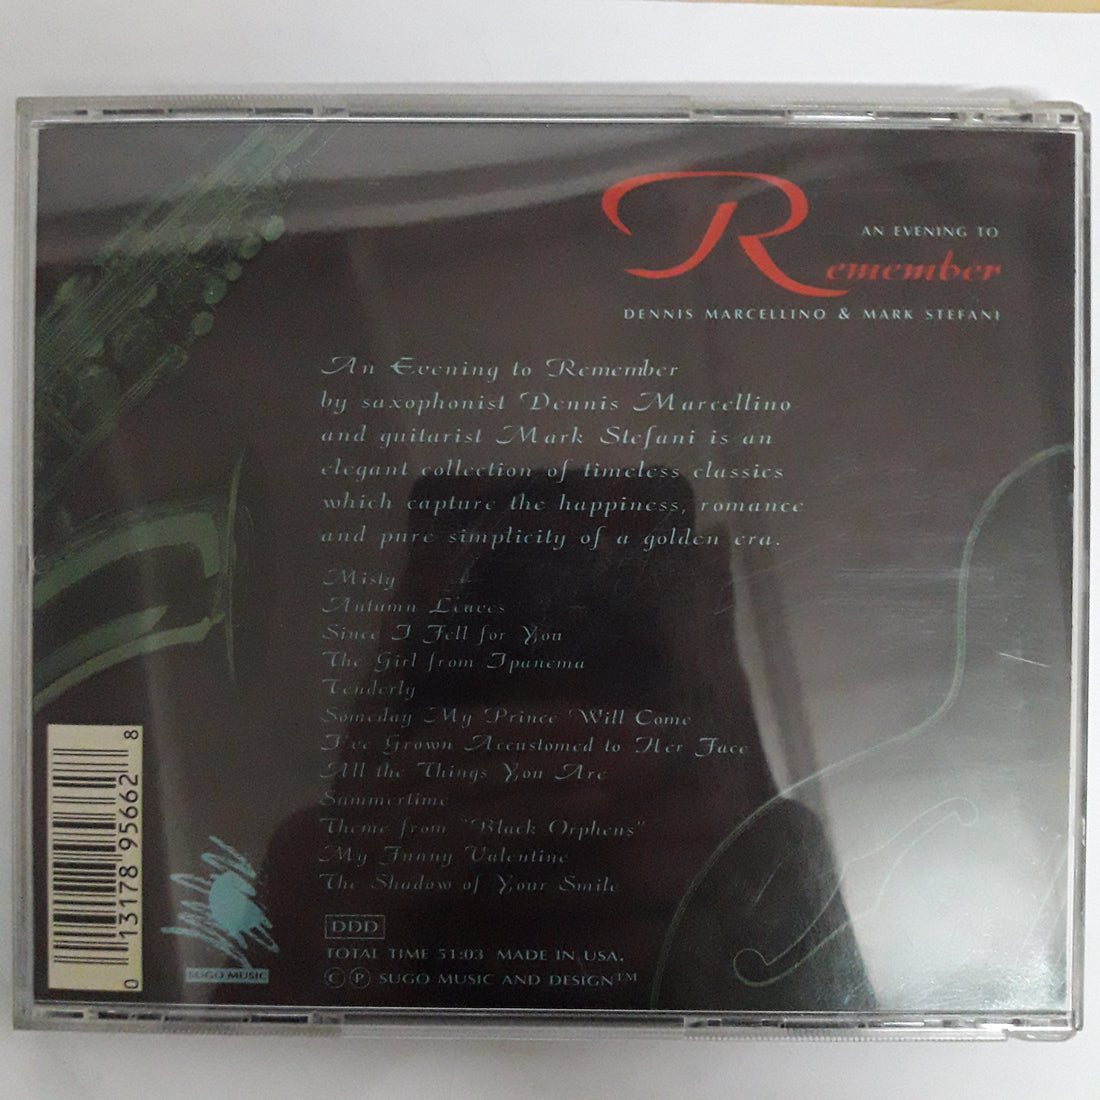 AN EVENING TO
Remember
DENNIS MARCELLINO & MARK STEFANI
An Evening to Remember
by saxophonist Dennis Marcellino
and guitarist Mark Stefani is an
elegant collection of timeless classics
which capture the happiness, romance
and pure simplicity of a golden era.
Misty
Autumn Leaves
Since I Fell for You
The Girl from Ipanema
Tenderly
Someday My Prince Will Come
I've Grown Accustomed to Her Face
All the Things You Are
Summertime
Theme from "Black Orpheus"
My Funny Valentine
The Shadow of Your Smile
DDD
TOTAL TIME 51:03 MADE IN USA.
© ℗ SUGO MUSIC AND DESIGN™
SUGO MUSIC
0 13178 95662 8